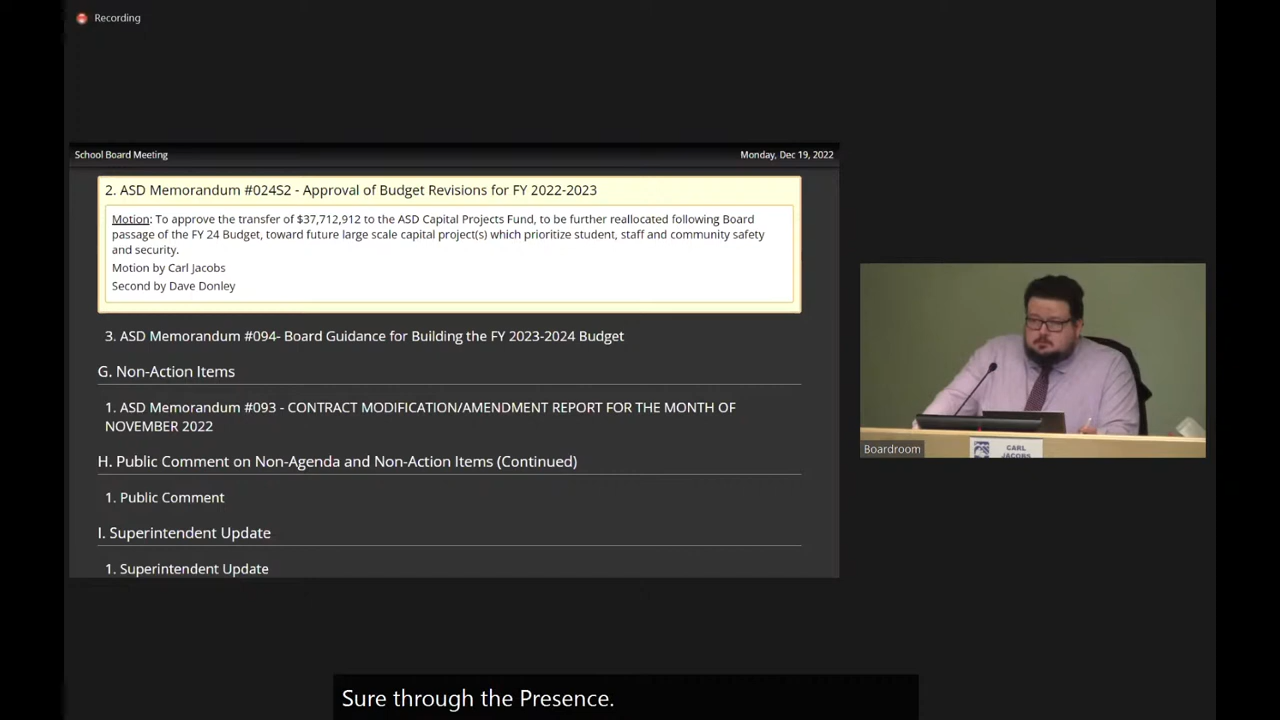 Recording
School Board Meeting
Monday, Dec 19, 2022
2. ASD Memorandum #024S2 - Approval of Budget Revisions for FY 2022-2023
Motion: To approve the transfer of $37,712,912 to the ASD Capital Projects Fund, to be further reallocated following Board
passage of the FY 24 Budget, toward future large scale capital project(s) which prioritize student, staff and community safety
and security.
Motion by Carl Jacobs
Second by Dave Donley
3. ASD Memorandum #094- Board Guidance for Building the FY 2023-2024 Budget
G. Non-Action Items
1. ASD Memorandum #093 - CONTRACT MODIFICATION/AMENDMENT REPORT FOR THE MONTH OF
NOVEMBER 2022
H. Public Comment on Non-Agenda and Non-Action Items (Continued)
1. Public Comment
I. Superintendent Update
1. Superintendent Update
Boardroom
CARL
JACOBS
Sure through the Presence.